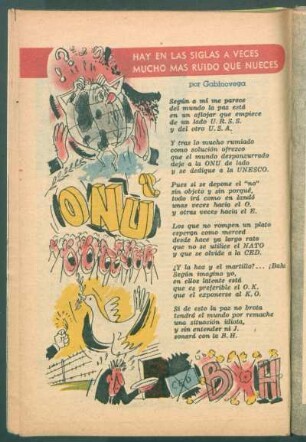 HAY EN LAS SIGLAS A VECES
MUCHO MAS RUIDO QUE NUECES
por Gabinovega
Según a mí me parece
del mundo la paz está
en un aflojar que empiece
de un lado U.R.S.S.
y del otro U.S.A.
Y tras lo mucho rumiado
como solución ofrezco
que el mundo despanzurrado
deje a la ONU de lado
y se dedique a la UNESCO.
Pues si se depone el "no"
sin objeto y sin porqué,
todo irá como en landó
unas veces hacia el O.
y otras veces hacia el E.
Los que no rompen un plato
esperan como merced
desde hace ya largo rato
que no se utilice el NATO
y que se olvide a la CED.
¿Y la hoz y el martillo?... ¡Bah!
Según imagino yo,
en ellos latente está
que es preferible el O.K.
que el exponerse al K.O.
Si de esto la paz no brota
tendrá el mundo por remache
una situación idiota,
y sin entender ni J.
sonará con la B.H.
ONU
B H